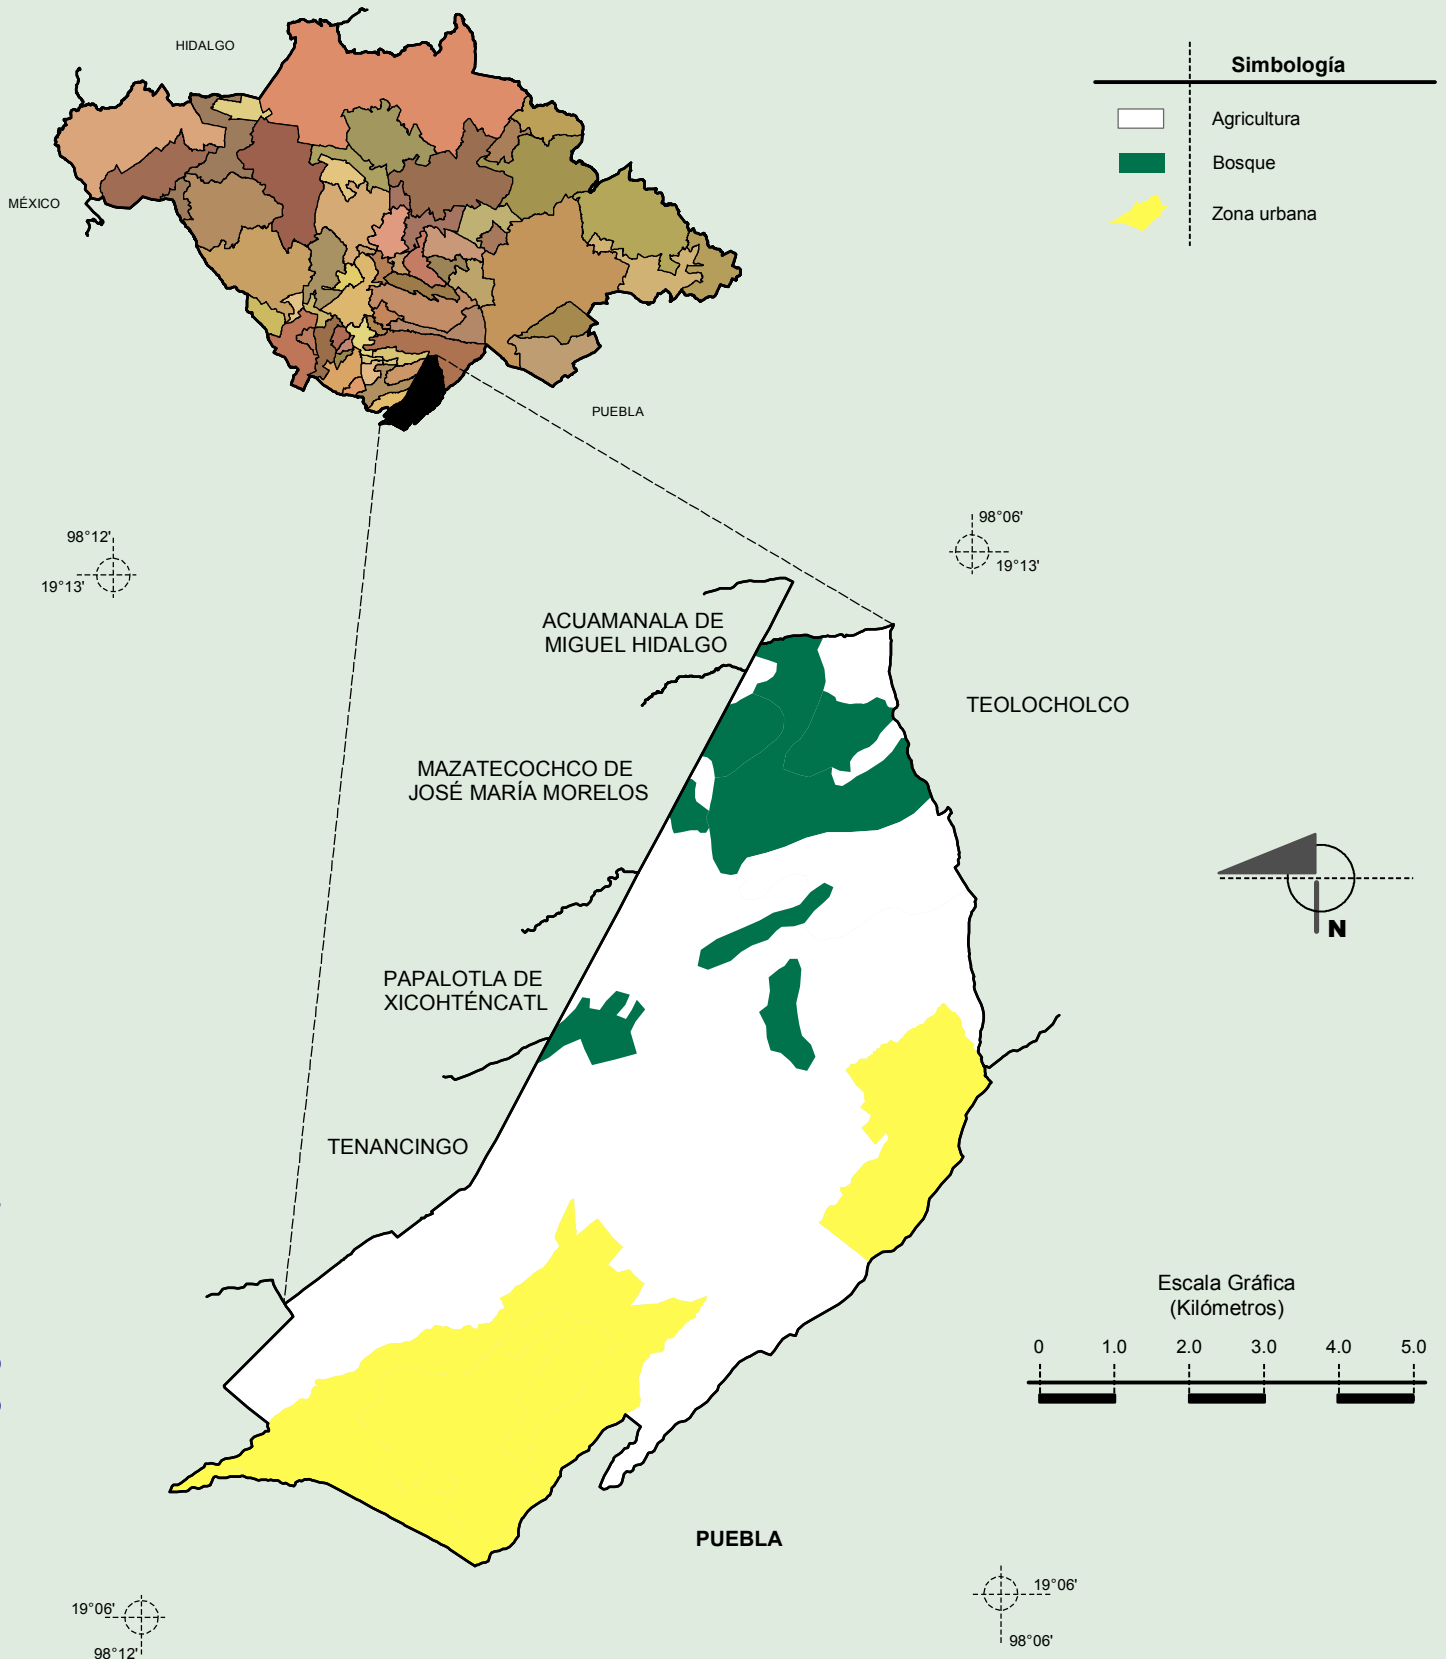 HIDALGO
MÉXICO
PUEBLA
Simbología
Agricultura
Bosque
Zona urbana
98°12'
19°13'
98°06'
19°13'
ACUAMANALA DE
MIGUEL HIDALGO
TEOLOCHOLCO
MAZATECOCHCO DE
JOSÉ MARÍA MORELOS
N
PAPALOTLA DE
XICOHTÉNCATL
TENANCINGO
Escala Gráfica
(Kilómetros)
0 1.0 2.0 3.0 4.0 5.0
PUEBLA
19°06'
98°12'
19°06'
98°06'